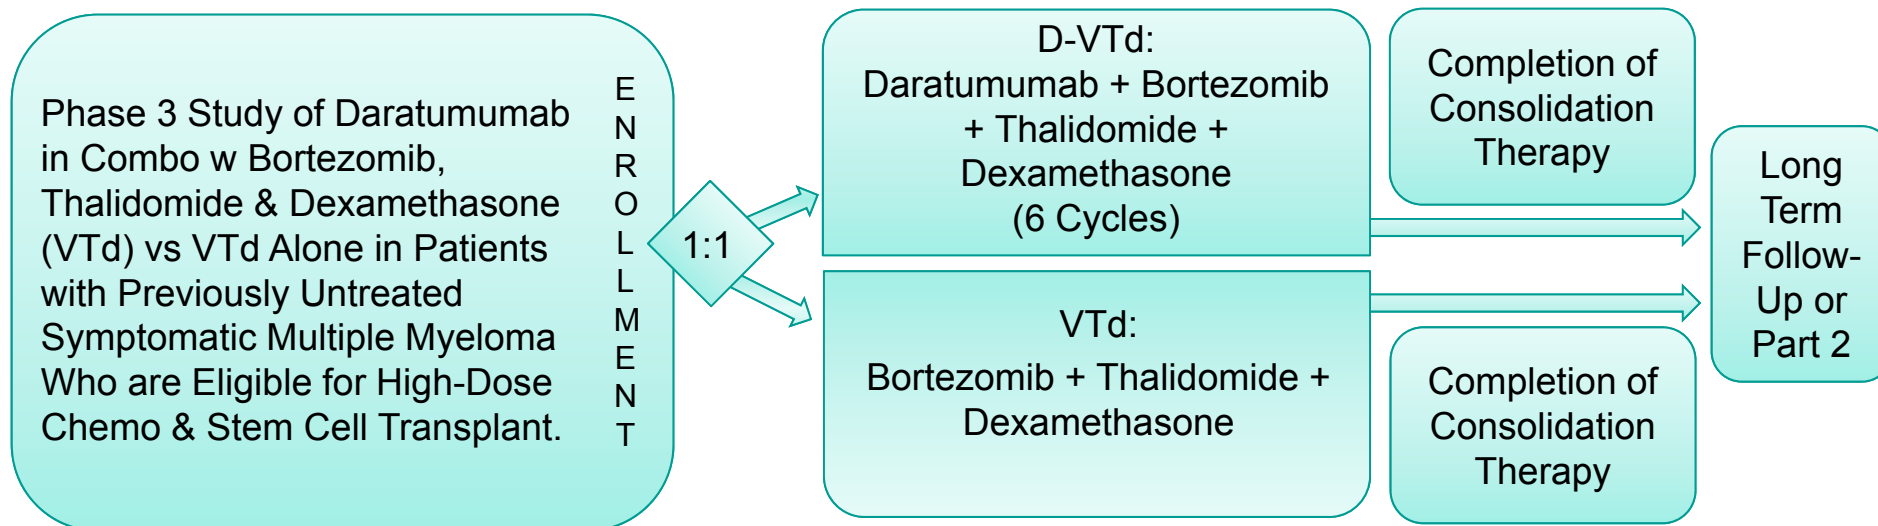 Phase 3 Study of Daratumumab
in Combo w Bortezomib,
Thalidomide & Dexamethasone
(VTd) vs VTd Alone in Patients
with Previously Untreated
Symptomatic Multiple Myeloma
Who are Eligible for High-Dose
Chemo & Stem Cell Transplant.
ENROLLMENT
1:1
D-VTd:
Daratumumab + Bortezomib
+ Thalidomide +
Dexamethasone
(6 Cycles)
Completion of
Consolidation
Therapy
VTd:
Bortezomib + Thalidomide +
Dexamethasone
Completion of
Consolidation
Therapy
Long
Term
Follow-
Up or
Part 2